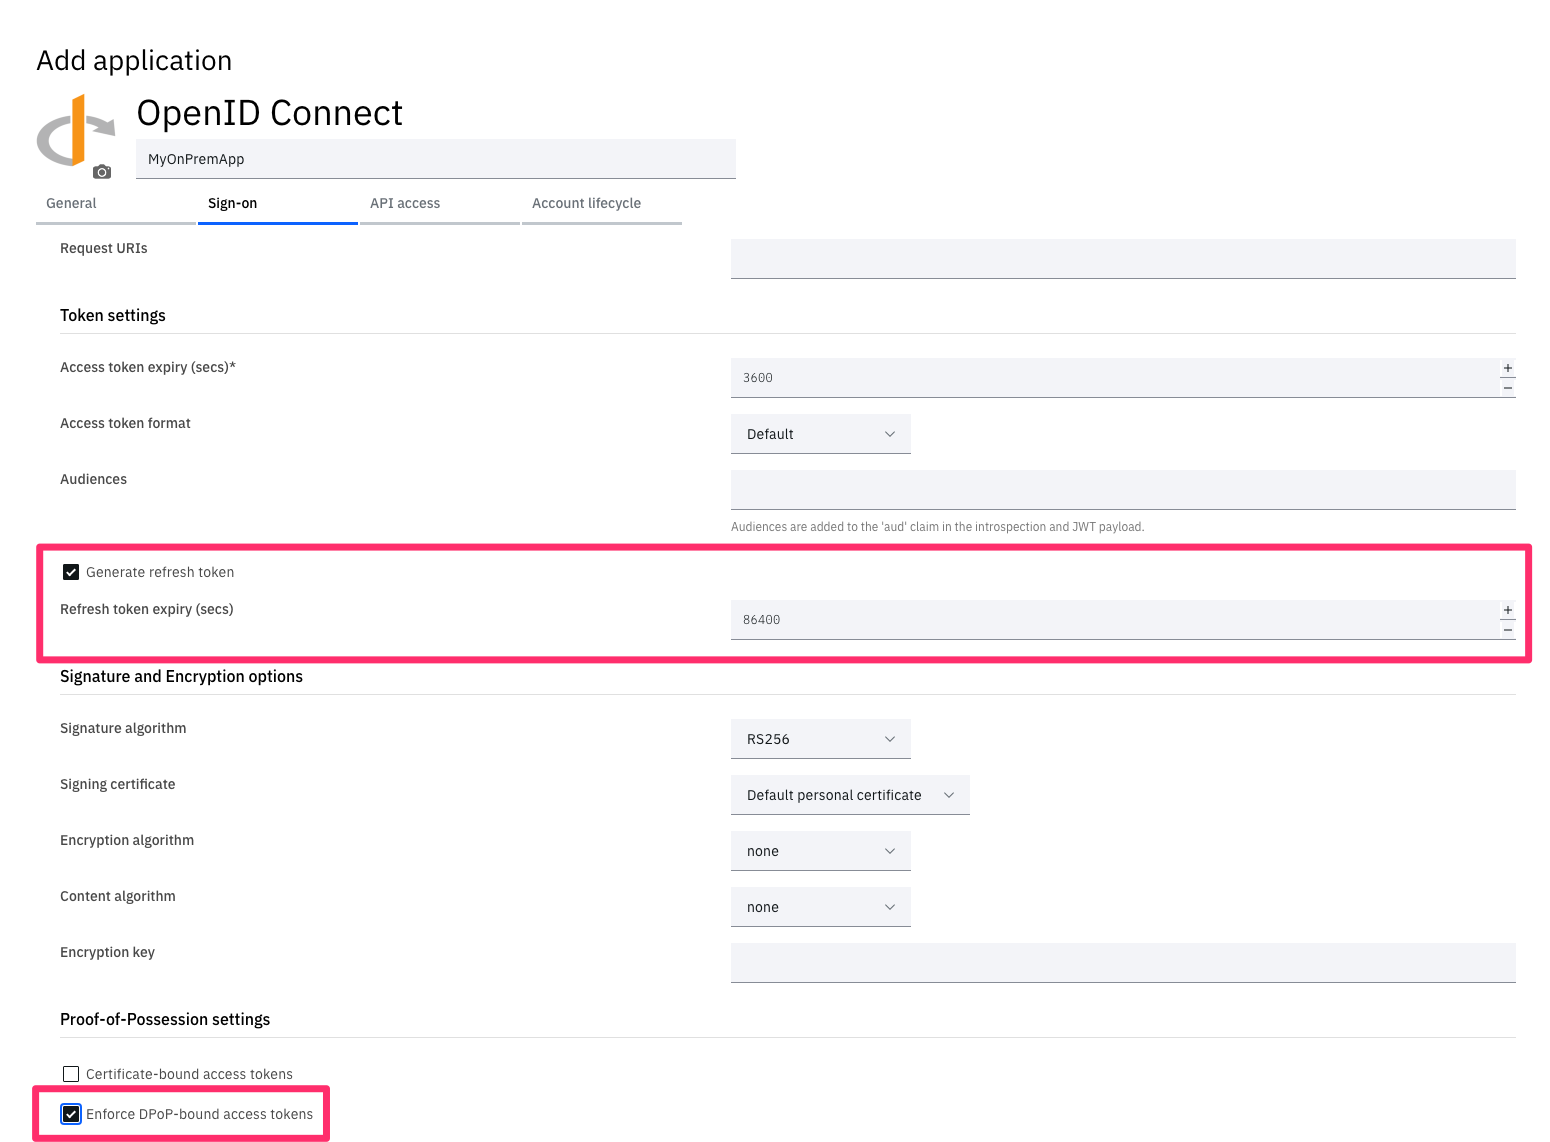 Add application
OpenID Connect
MyOnPremApp
General Sign-on API access Account lifecycle
Request URIs
Token settings
Access token expiry (secs)*
3600
Access token format
Default
Audiences
Audiences are added to the 'aud' claim in the introspection and JWT payload.
Generate refresh token
Refresh token expiry (secs)
86400
Signature and Encryption options
Signature algorithm
RS256
Signing certificate
Default personal certificate
Encryption algorithm
none
Content algorithm
none
Encryption key
Proof-of-Possession settings
Certificate-bound access tokens
Enforce DPoP-bound access tokens